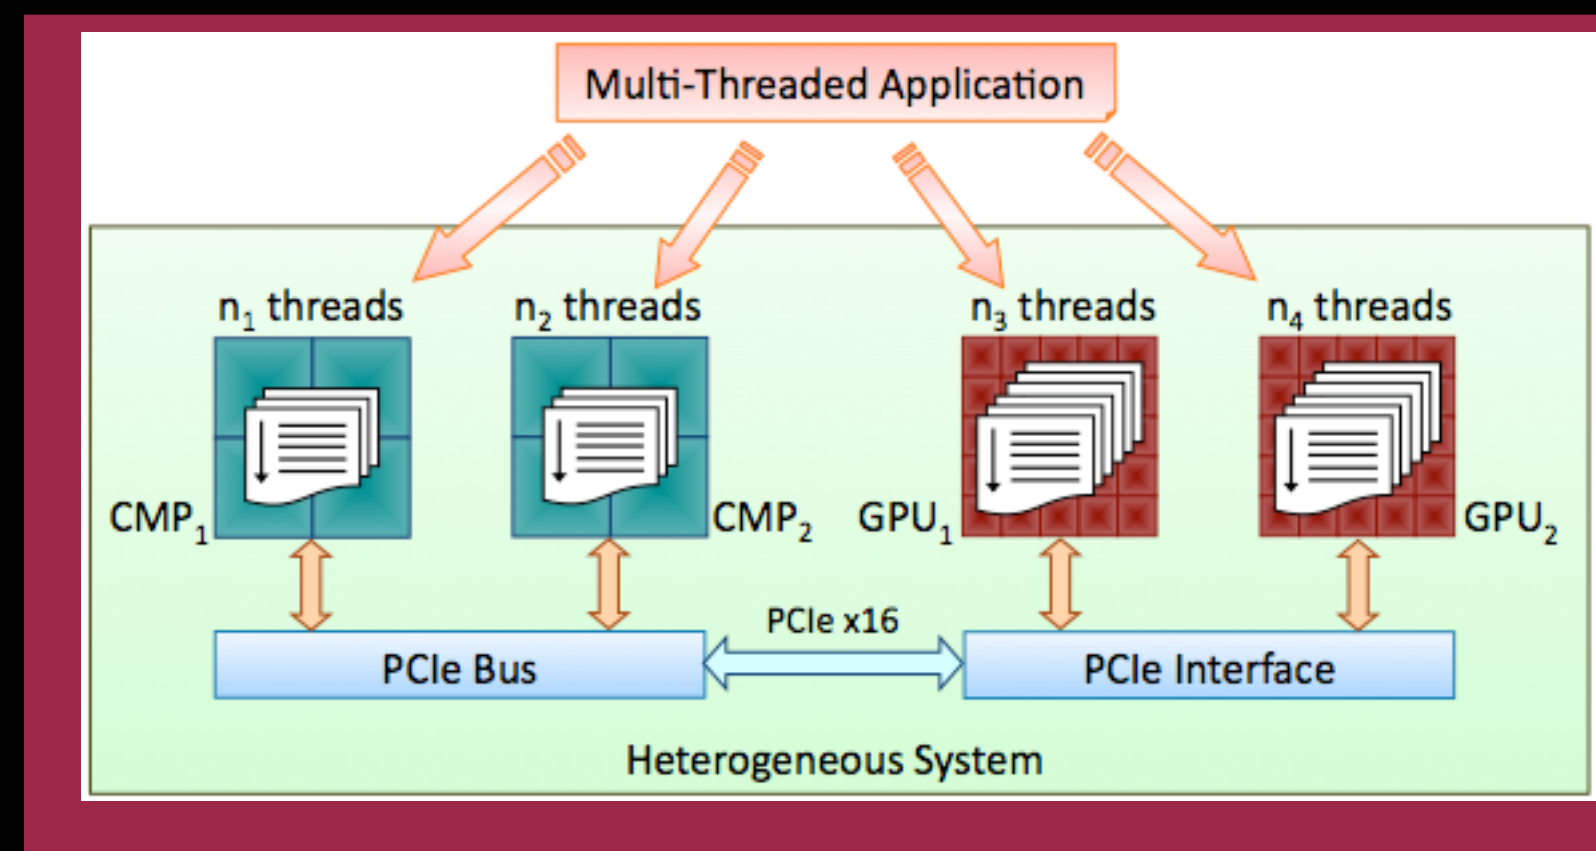 Multi-Threaded Application
n₁ threads
n₂ threads
n₃ threads
n₄ threads
CMP₁
CMP₂
GPU₁
GPU₂
PCIe x16
PCIe Bus
PCIe Interface
Heterogeneous System